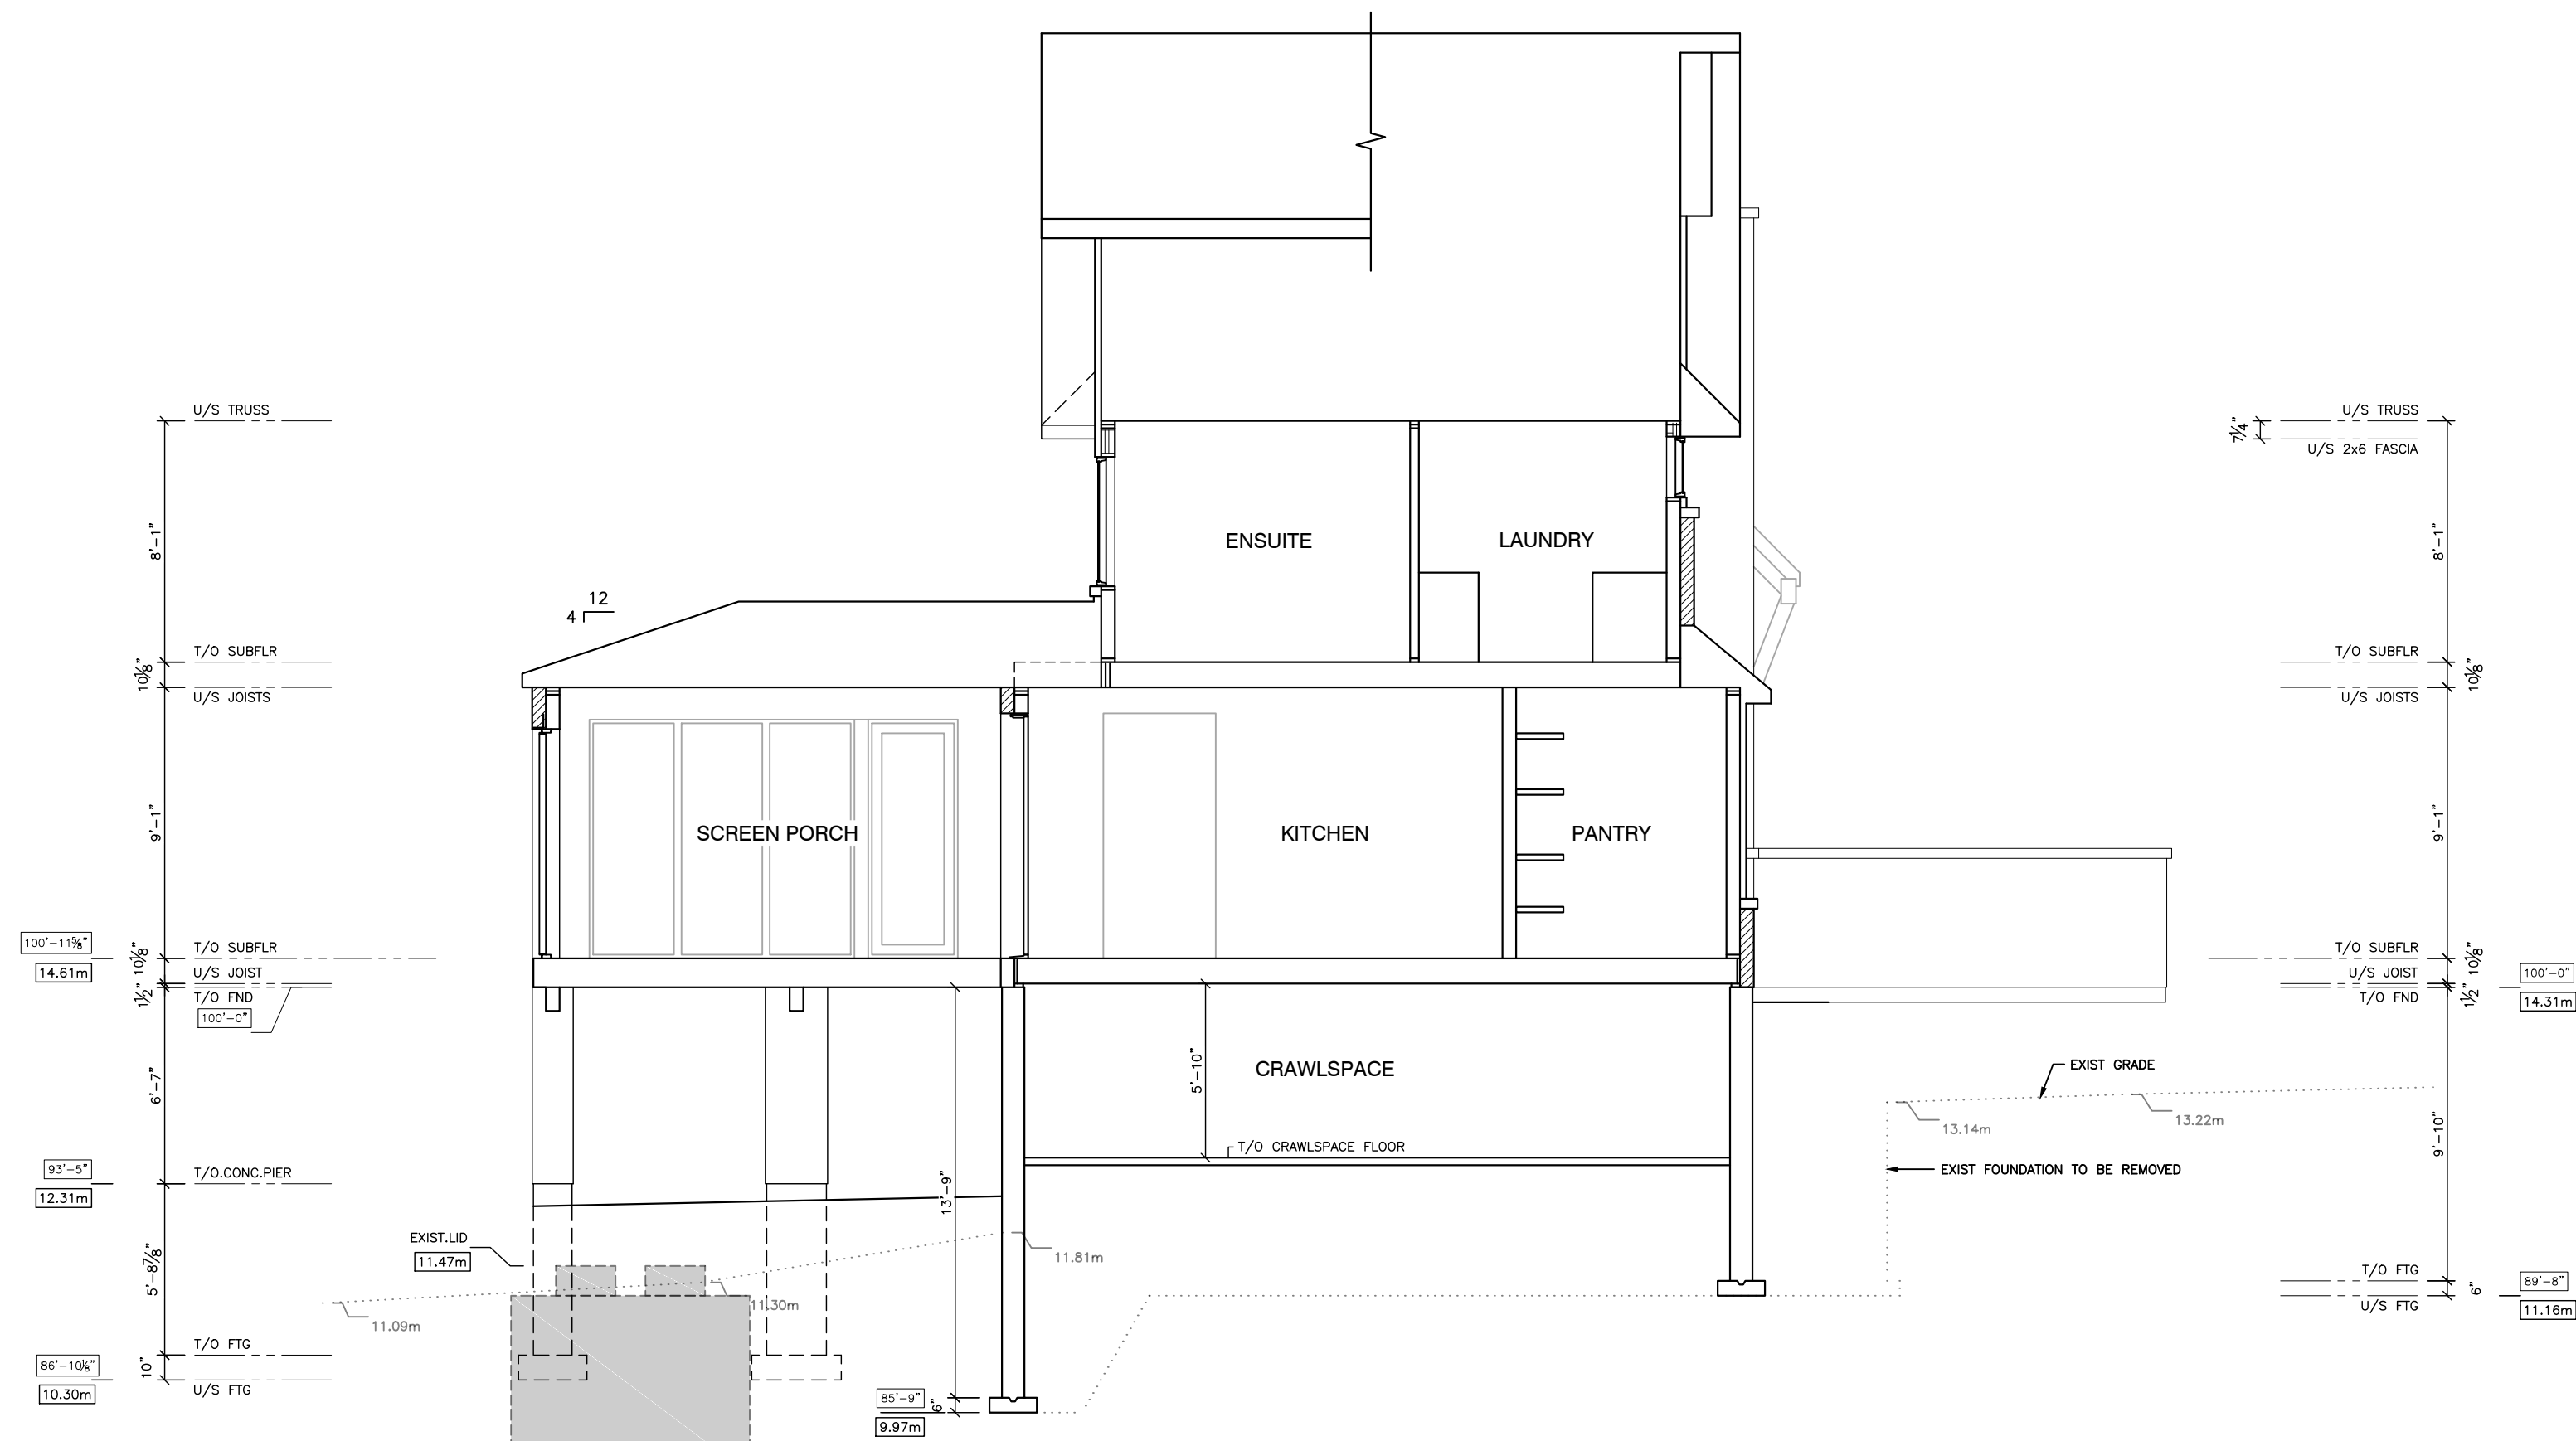 U/S TRUSS
8'-1"
T/O SUBFLR
10⅛"
U/S JOISTS
9'-1"
100'-11⅝"
14.61m
T/O SUBFLR
10⅛"
U/S JOIST
1½"
T/O FND
100'-0"
6'-7"
93'-5"
12.31m
T/O.CONC.PIER
5'-8⅞"
T/O FTG
86'-10⅛"
10.30m
10"
U/S FTG
12
4
ENSUITE
LAUNDRY
SCREEN PORCH
KITCHEN
PANTRY
CRAWLSPACE
5'-10"
T/O CRAWLSPACE FLOOR
13'-9"
EXIST.LID
11.47m
11.81m
11.30m
11.09m
85'-9"
6"
9.97m
EXIST GRADE
13.14m
13.22m
EXIST FOUNDATION TO BE REMOVED
U/S TRUSS
7¼"
U/S 2x6 FASCIA
8'-1"
T/O SUBFLR
10⅛"
U/S JOISTS
9'-1"
T/O SUBFLR
10⅛"
U/S JOIST
100'-0"
1½"
T/O FND
14.31m
9'-10"
T/O FTG
89'-8"
6"
U/S FTG
11.16m